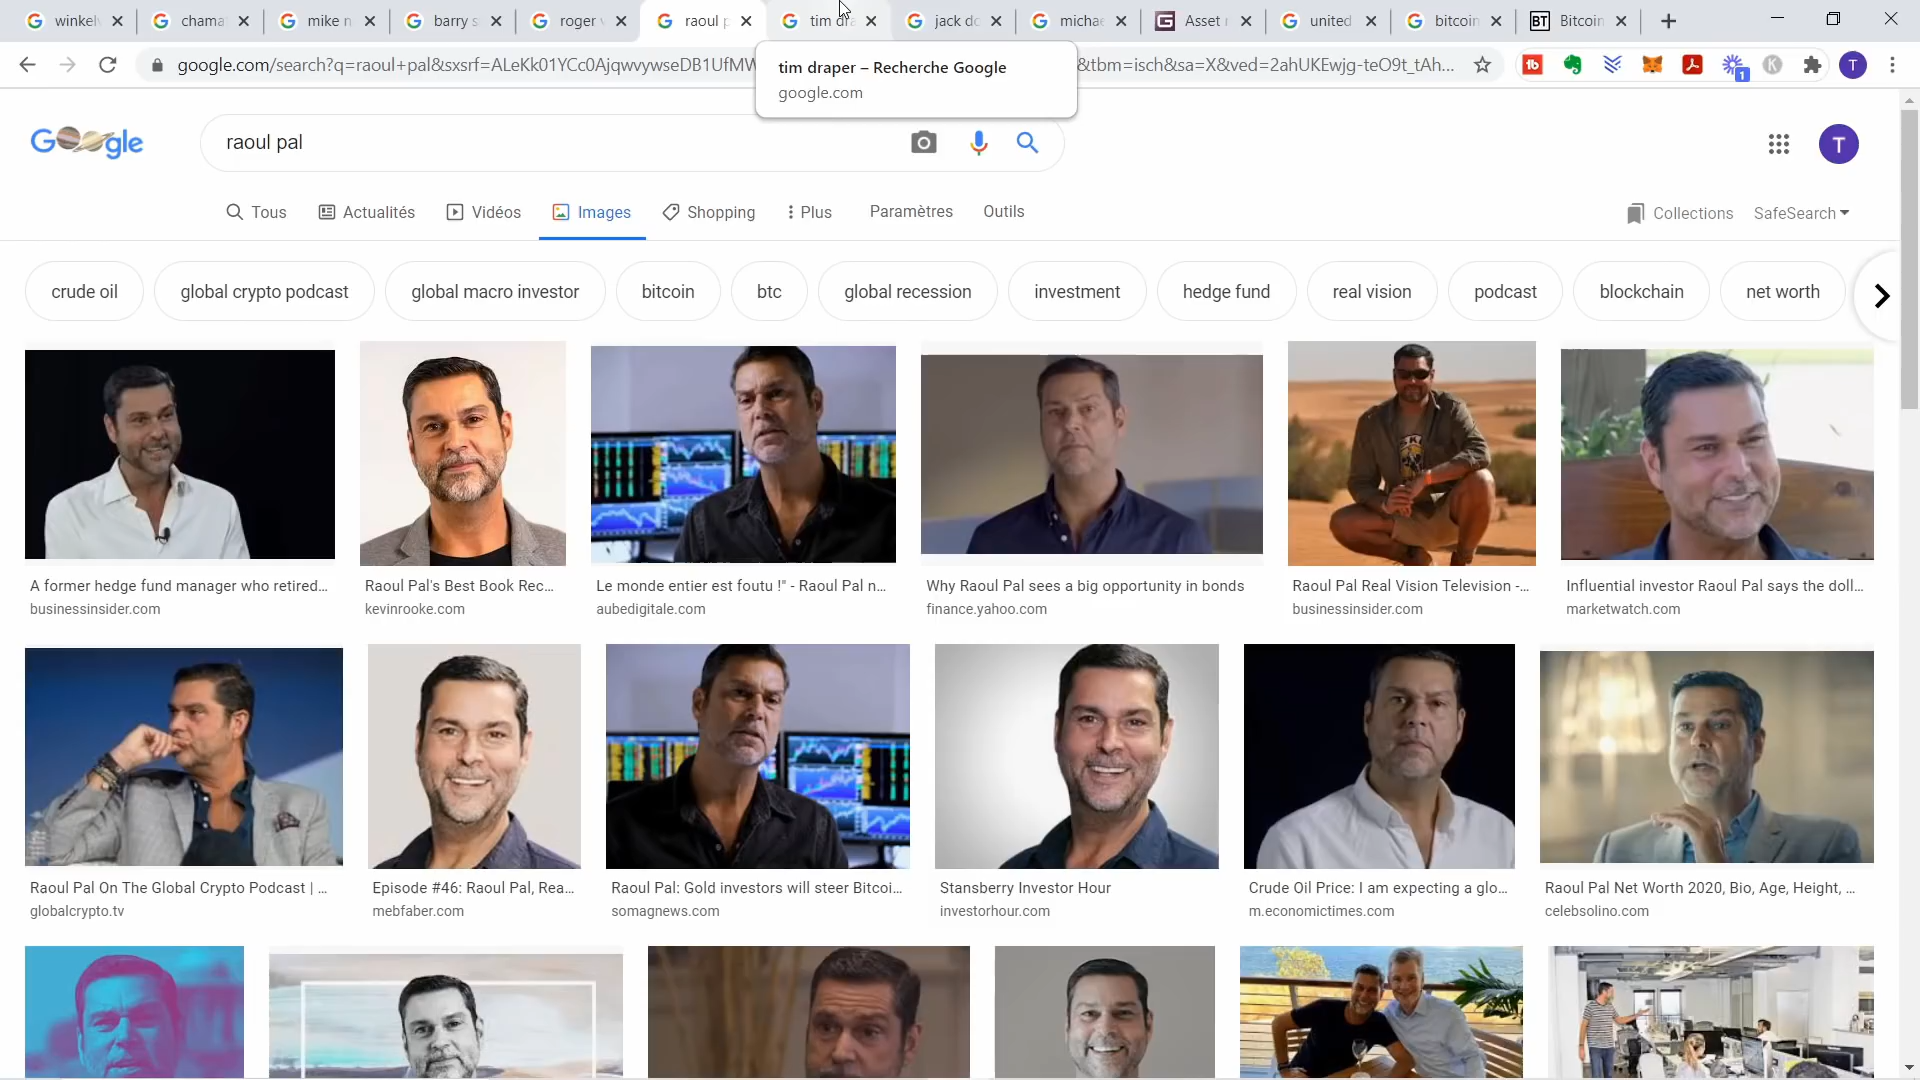 winkelv
chamat
mike n
barry s
roger v
raoul p
tim dra
jack do
michae
Asset r
united
bitcoin
Bitcoin
google.com/search?q=raoul+pal&sxsrf=ALeKk01YCc0AjqwvywseDB1UfMW
&tbm=isch&sa=X&ved=2ahUKEwjg-teO9t_tAh...
tim draper – Recherche Google
google.com
Google
raoul pal
T
Tous
Actualités
Vidéos
Images
Shopping
Plus
Paramètres
Outils
Collections
SafeSearch
crude oil
global crypto podcast
global macro investor
bitcoin
btc
global recession
investment
hedge fund
real vision
podcast
blockchain
net worth
A former hedge fund manager who retired...
businessinsider.com
Raoul Pal's Best Book Rec...
kevinrooke.com
Le monde entier est foutu !" - Raoul Pal n...
aubedigitale.com
Why Raoul Pal sees a big opportunity in bonds
finance.yahoo.com
Raoul Pal Real Vision Television -...
businessinsider.com
Influential investor Raoul Pal says the doll...
marketwatch.com
Raoul Pal On The Global Crypto Podcast | ...
globalcrypto.tv
Episode #46: Raoul Pal, Rea...
mebfaber.com
Raoul Pal: Gold investors will steer Bitcoi...
somagnews.com
Stansberry Investor Hour
investorhour.com
Crude Oil Price: I am expecting a glo...
m.economictimes.com
Raoul Pal Net Worth 2020, Bio, Age, Height, ...
celebsolino.com